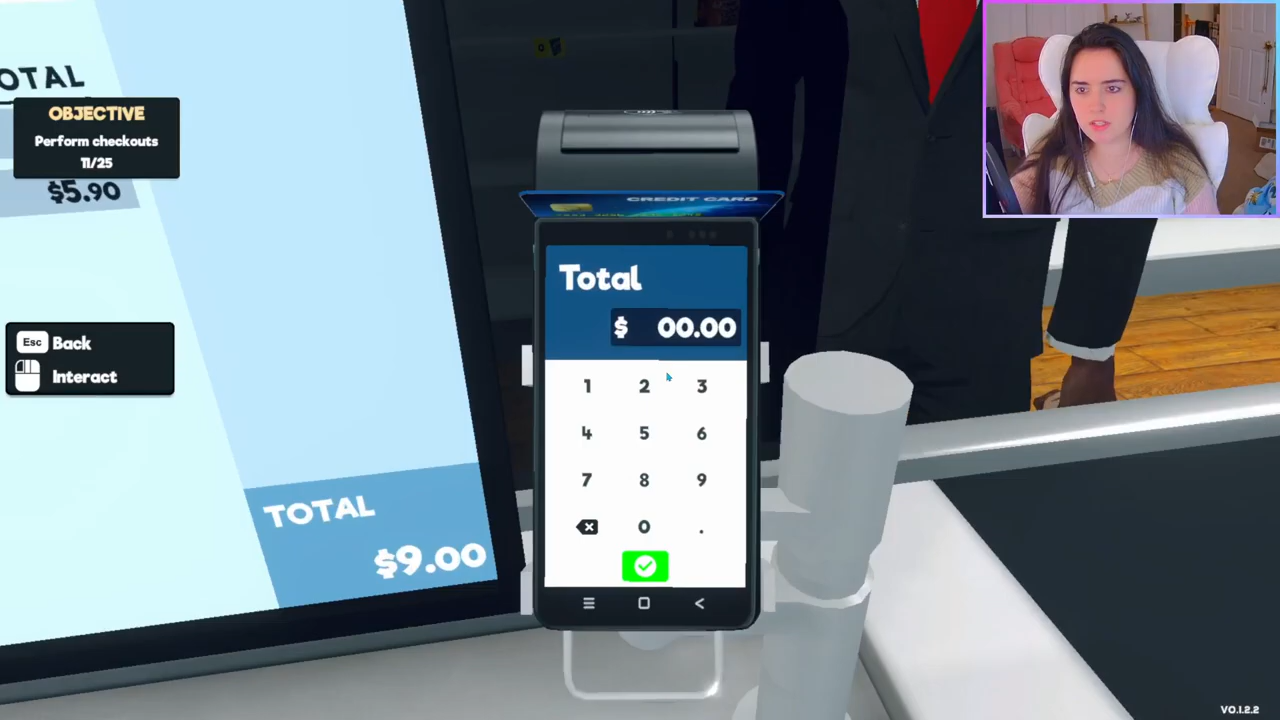 OTAL
OBJECTIVE
Perform checkouts
11/25
$5.90
Esc Back
Interact
TOTAL
$9.00
CREDIT CARD
Total
$ 00.00
1 2 3
4 5 6
7 8 9
0 .
V0.1.2.2